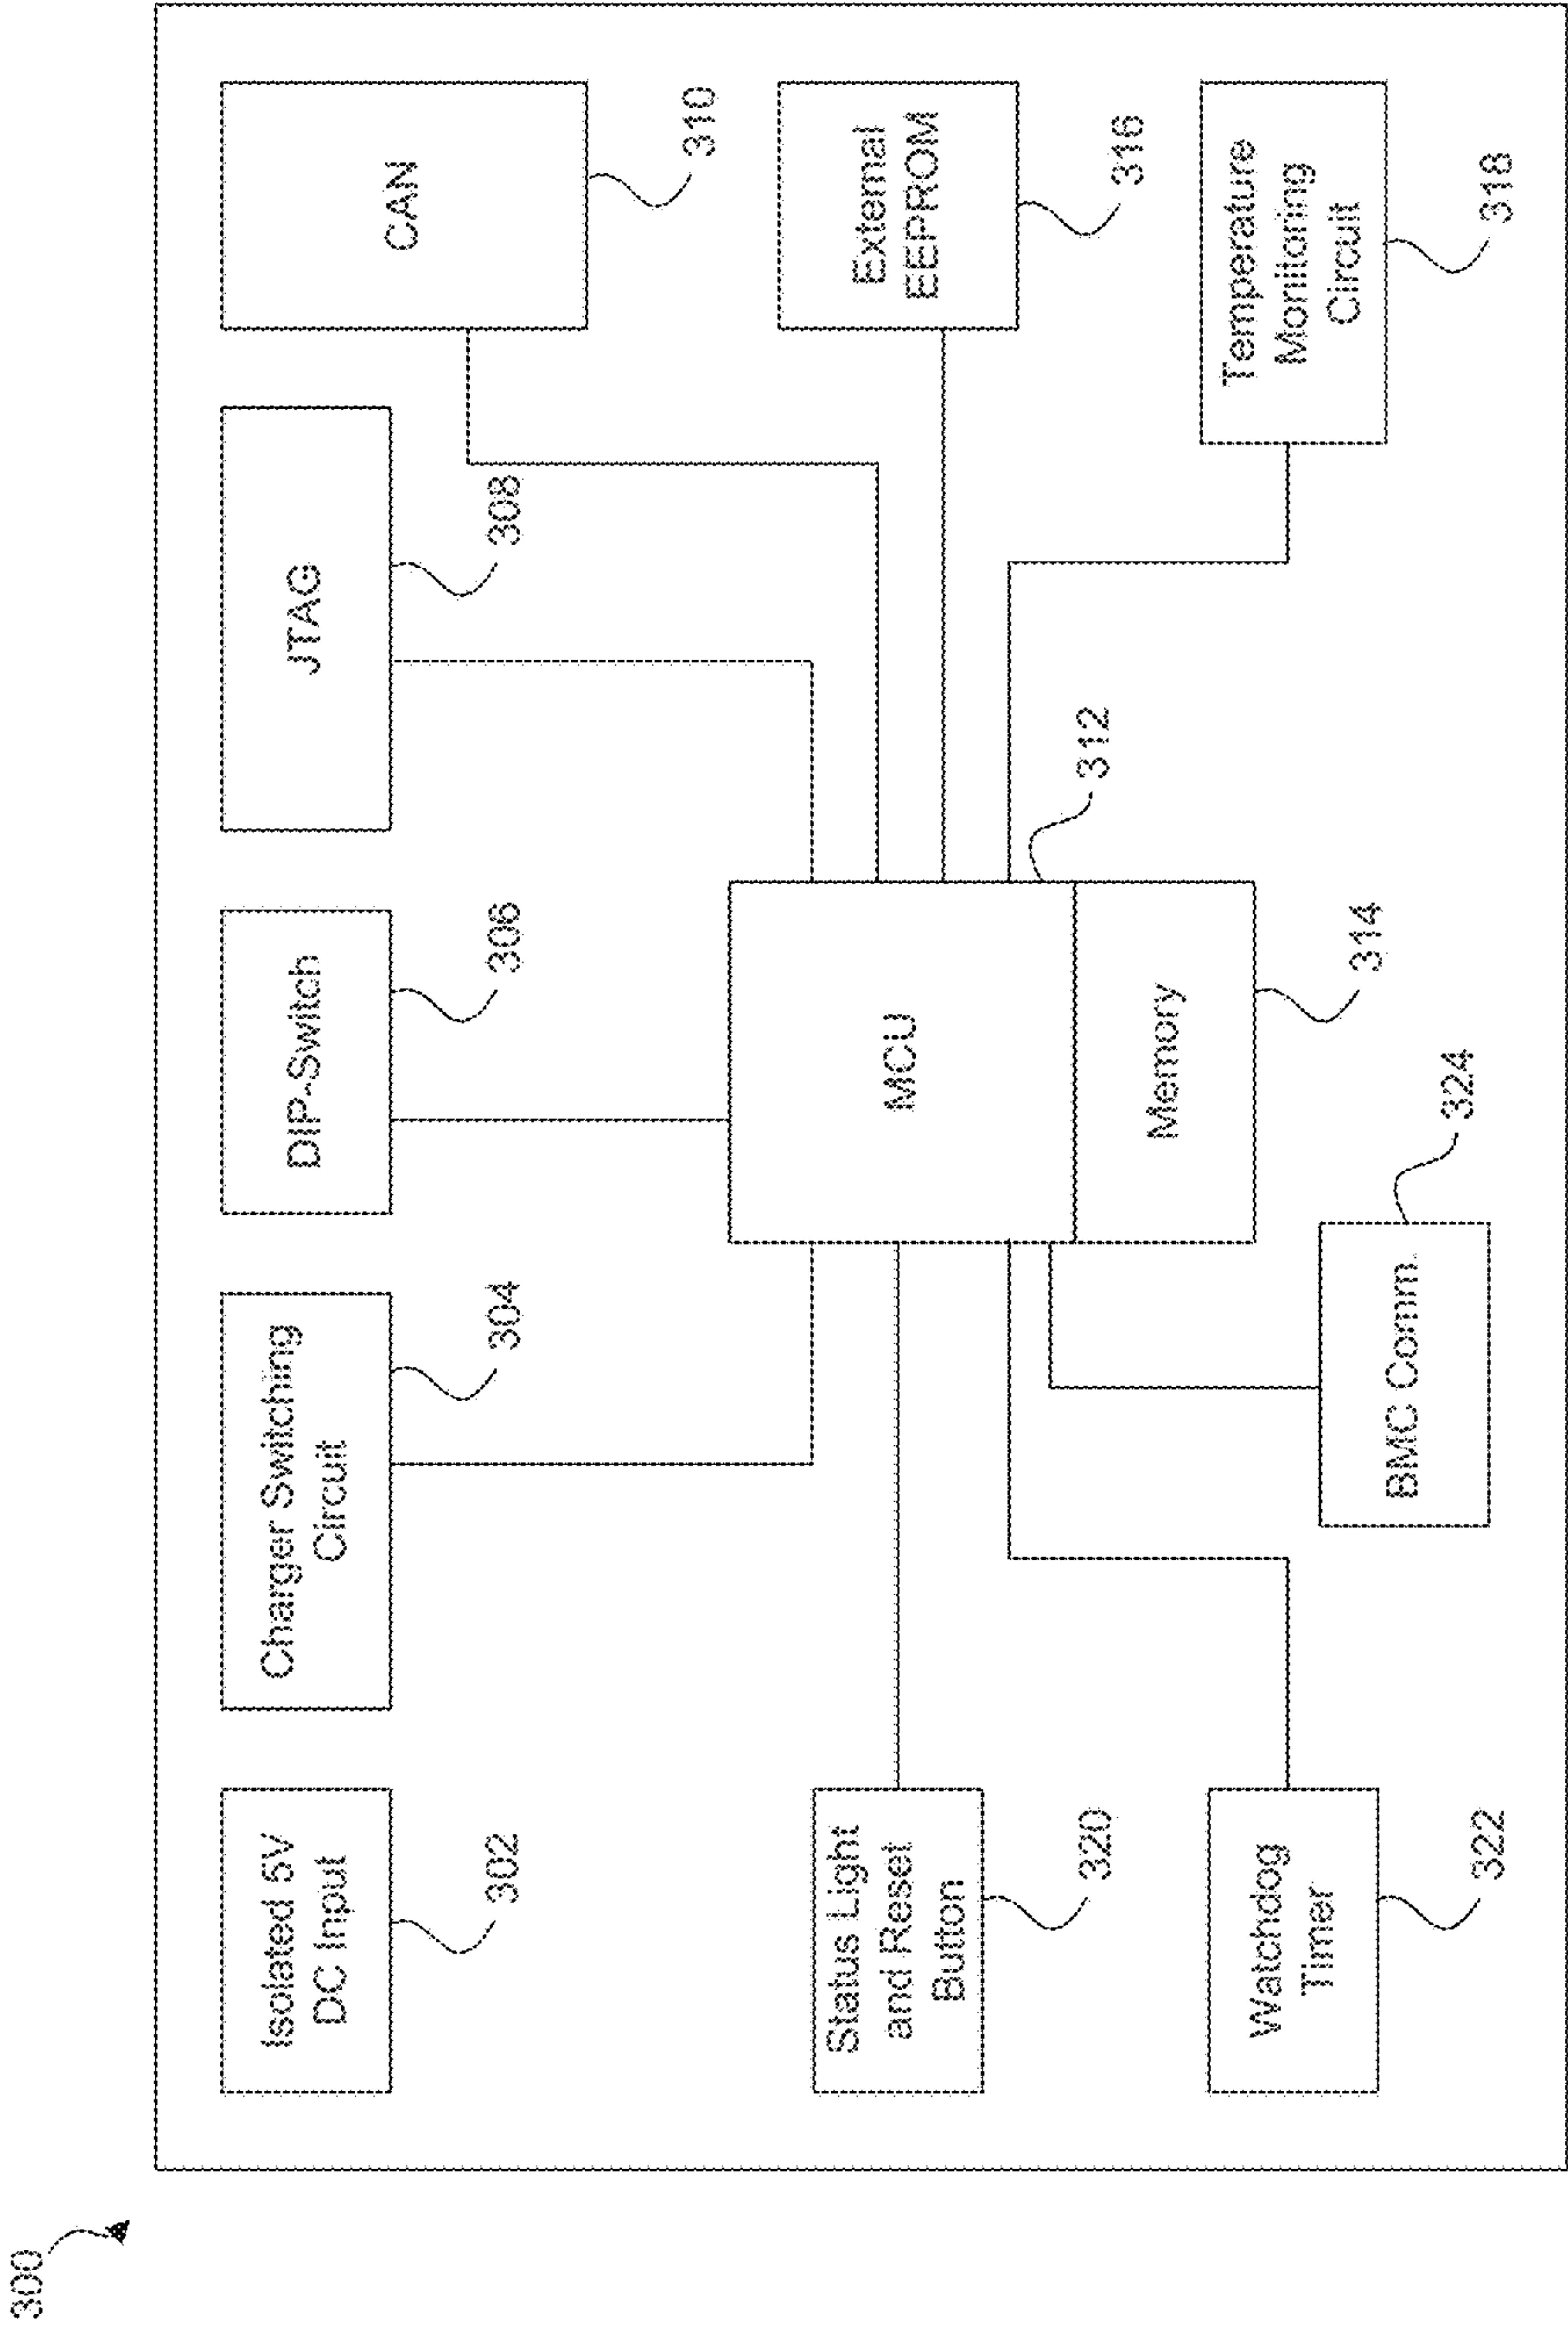 300
Isolated 5V
DC Input
302
Charger Switching
Circuit
304
DIP-Switch
306
JTAG
308
CAN
310
Status Light
and Reset
Button
320
MCU
312
Memory
314
External
EEPROM
316
Watchdog
Timer
322
BMC Comm.
324
Temperature
Monitoring
Circuit
318